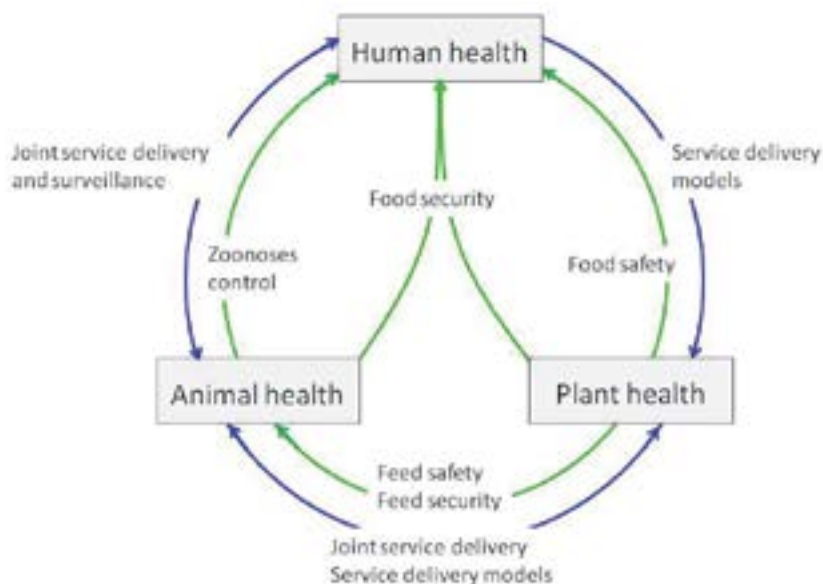 Human health
Joint service delivery
and surveillance
Service delivery
models
Food security
Zoonoses
control
Food safety
Animal health
Plant health
Feed safety
Feed security
Joint service delivery
Service delivery models